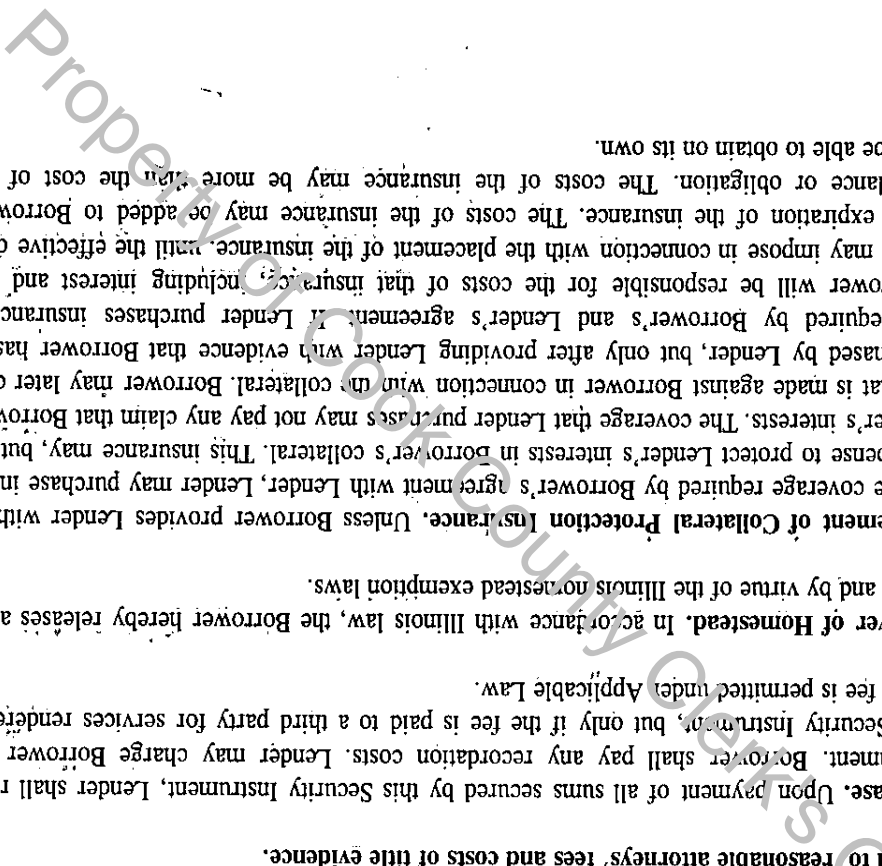 l to reasonable attorneys' fees and costs of title evidence.
ase. Upon payment of all sums secured by this Security Instrument, Lender shall r
ument. Borrower shall pay any recordation costs. Lender may charge Borrower
Security Instrument, but only if the fee is paid to a third party for services rendere
fee is permitted under Applicable Law.
ver of Homestead. In accordance with Illinois law, the Borrower hereby releases a
and by virtue of the Illinois homestead exemption laws.
ement of Collateral Protection Insurance. Unless Borrower provides Lender with
e coverage required by Borrower's agreement with Lender, Lender may purchase in
pense to protect Lender's interests in Borrower's collateral. This insurance may, but
er's interests. The coverage that Lender purchases may not pay any claim that Borrow
at is made against Borrower in connection with the collateral. Borrower may later c
hased by Lender, but only after providing Lender with evidence that Borrower has
equired by Borrower's and Lender's agreement. If Lender purchases insuranc
ower will be responsible for the costs of that insurance, including interest and
may impose in connection with the placement of the insurance, until the effective d
expiration of the insurance. The costs of the insurance may be added to Borrow
lance or obligation. The costs of the insurance may be more than the cost of
be able to obtain on its own.
Property of Cook County Clerk's O